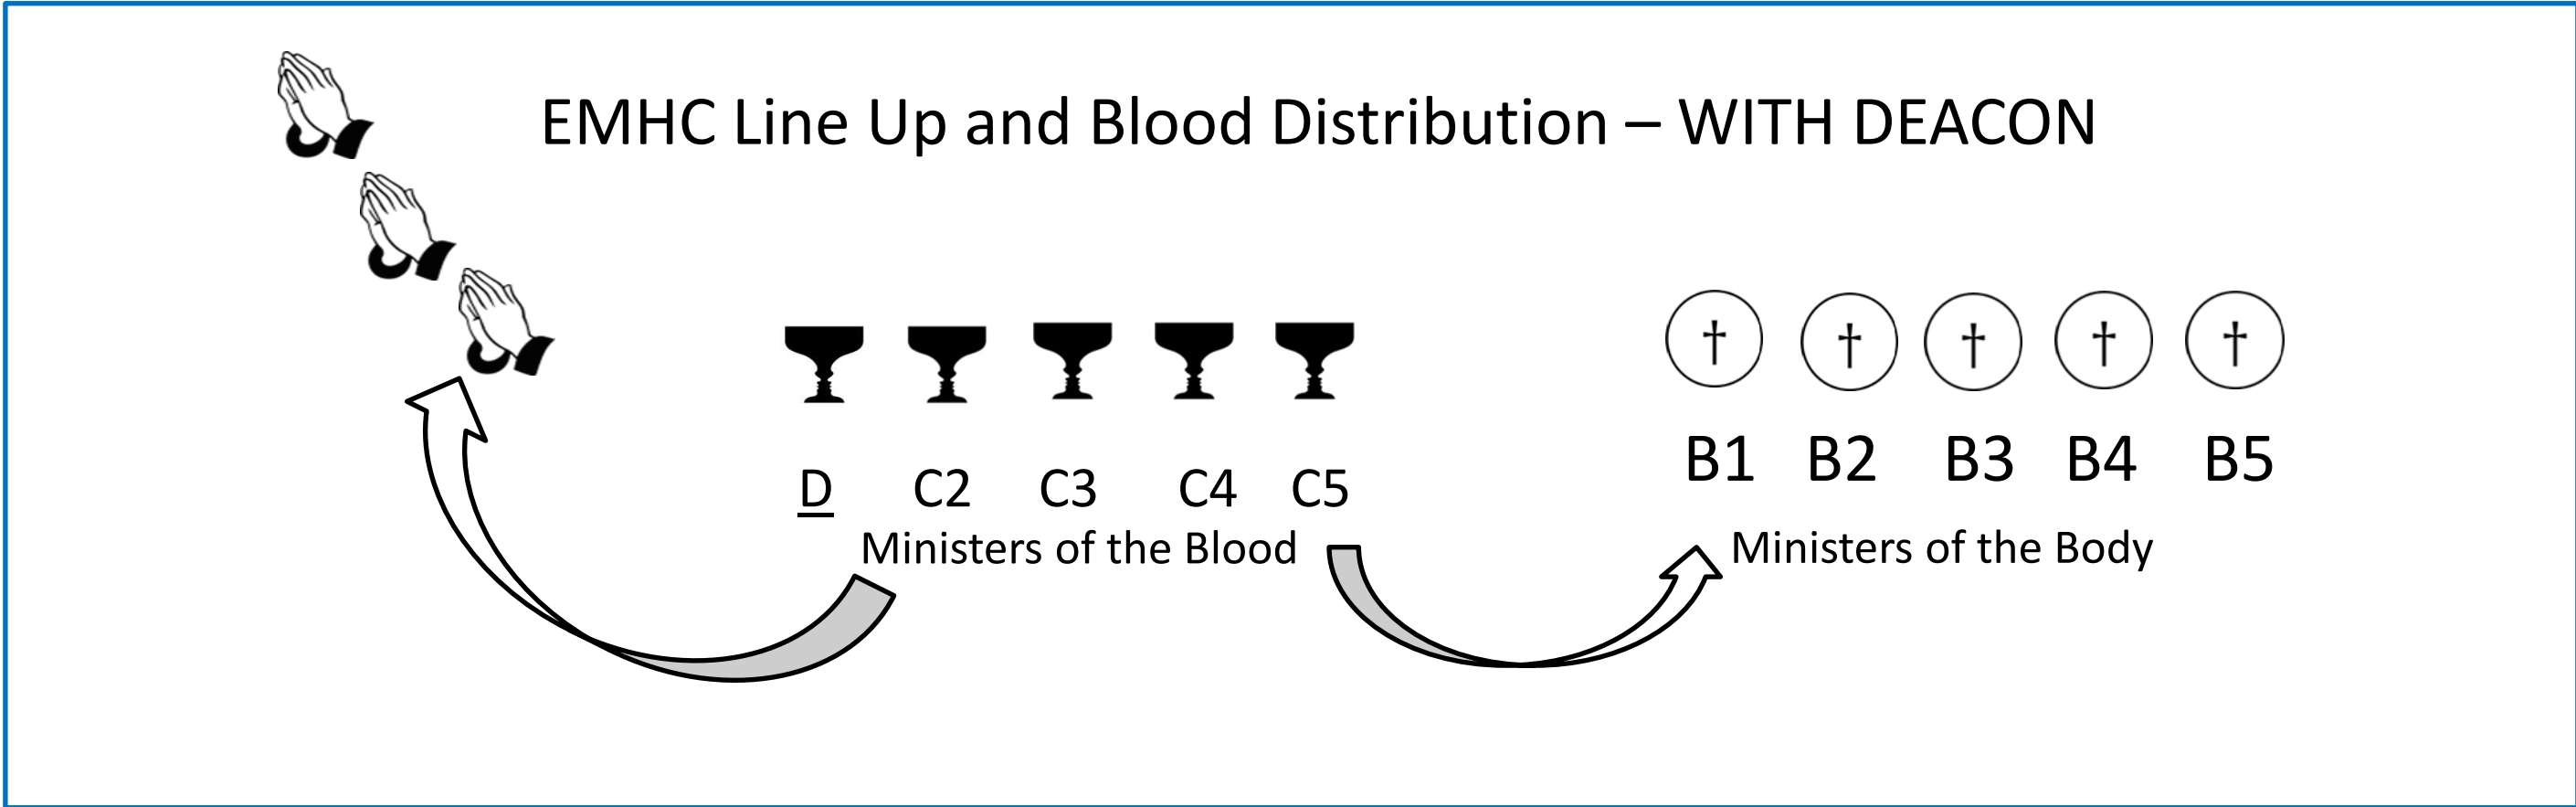 EMHC Line Up and Blood Distribution – WITH DEACON
D C2 C3 C4 C5
Ministers of the Blood
B1 B2 B3 B4 B5
Ministers of the Body